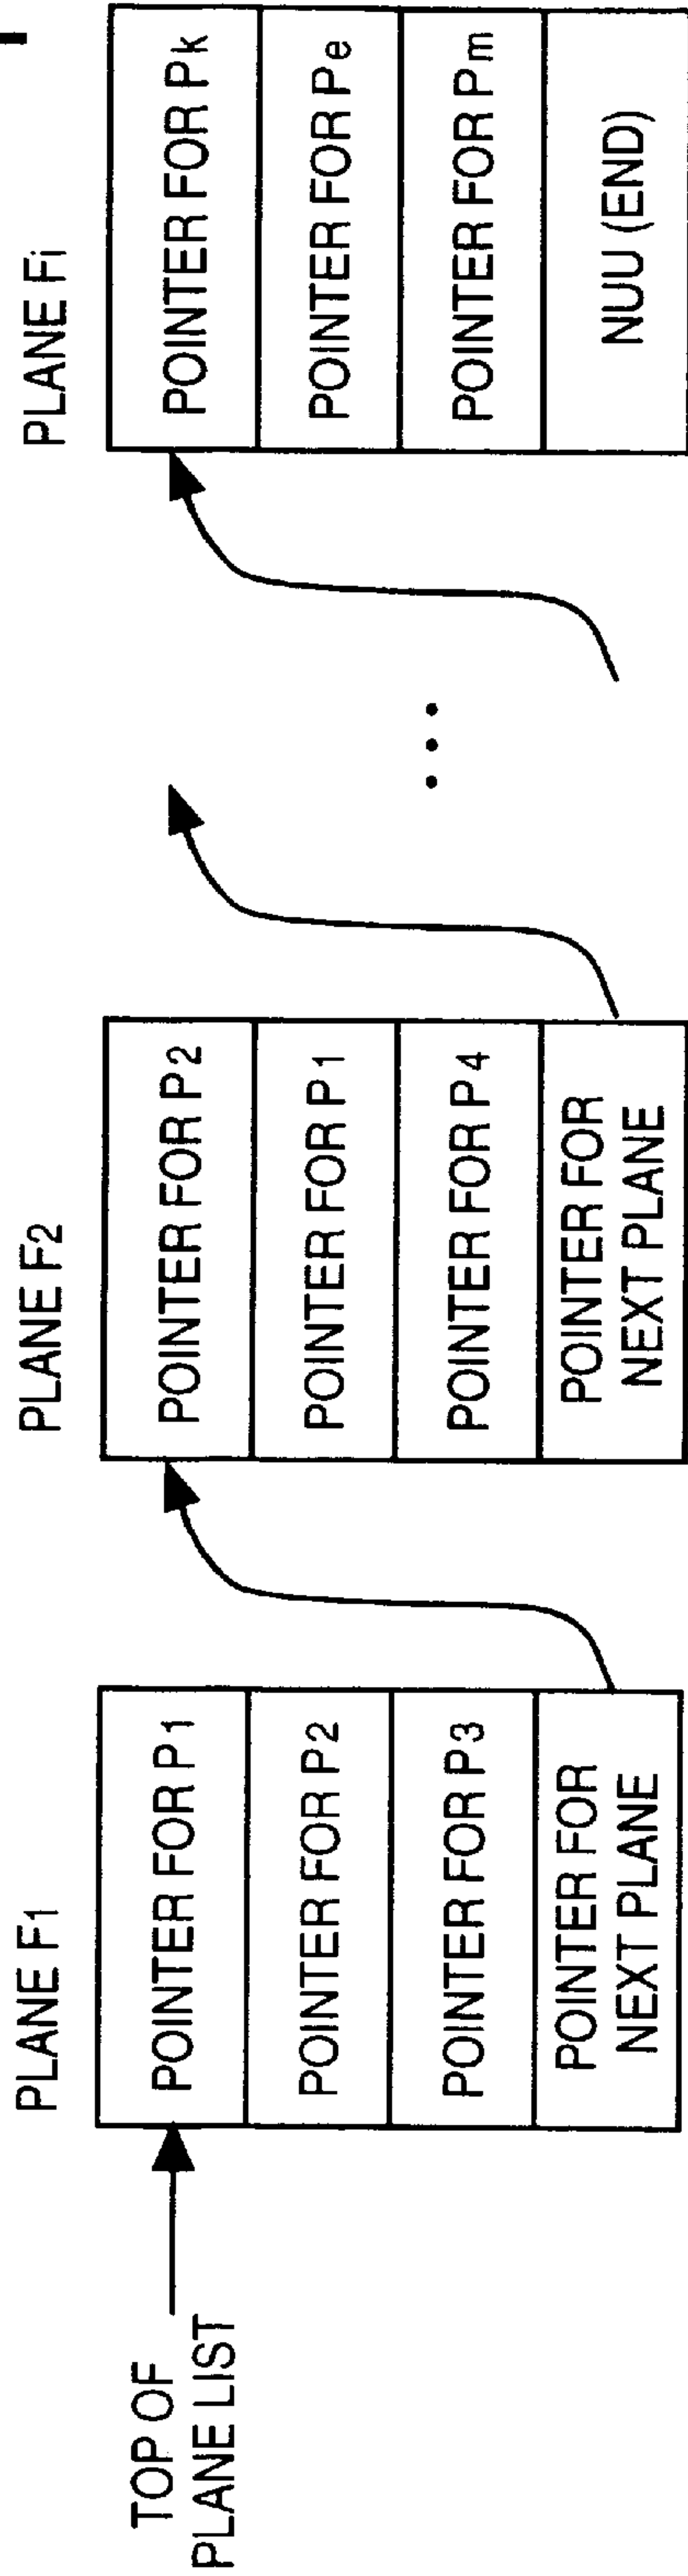 TOP OF
PLANE LIST
PLANE F1
POINTER FOR P1
POINTER FOR P2
POINTER FOR P3
POINTER FOR
NEXT PLANE
PLANE F2
POINTER FOR P2
POINTER FOR P1
POINTER FOR P4
POINTER FOR
NEXT PLANE
...
PLANE Fi
POINTER FOR Pk
POINTER FOR Pe
POINTER FOR Pm
NUU (END)